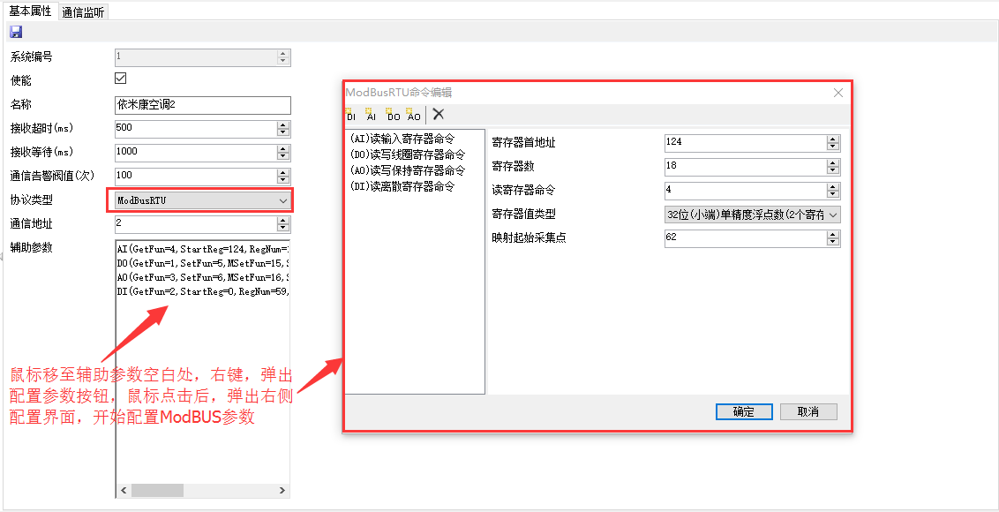 基本属性 通信监听
系统编号 1
使能
名称 依米康空调2
接收超时(ms) 500
接收等待(ms) 1000
通信告警阀值(次) 100
协议类型 ModBusRTU
通信地址 2
辅助参数
AI(GetFun=4,StartReg=124,RegNum=
DO(GetFun=1,SetFun=5,MSetFun=15,
AO(GetFun=3,SetFun=6,MSetFun=16,
DI(GetFun=2,StartReg=0,RegNum=59,
鼠标移至辅助参数空白处，右键，弹出
配置参数按钮，鼠标点击后，弹出右侧
配置界面，开始配置ModBUS参数
ModBusRTU命令编辑
DI AI DO AO
(AI)读输入寄存器命令
(DO)读写线圈寄存器命令
(AO)读写保持寄存器命令
(DI)读离散寄存器命令
寄存器首地址 124
寄存器数 18
读寄存器命令 4
寄存器值类型 32位(小端)单精度浮点数(2个寄存
映射起始采集点 62
确定 取消